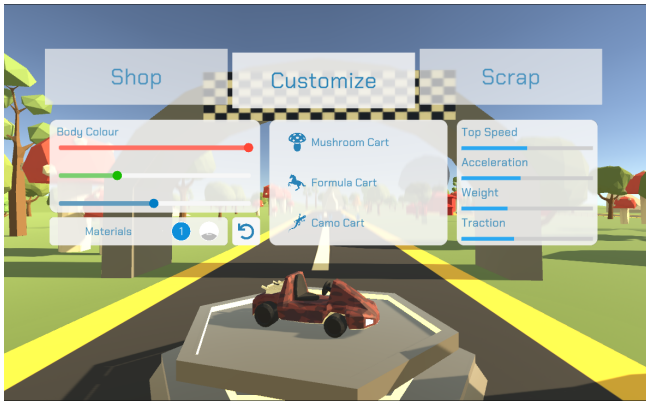 Shop
Customize
Scrap
Body Colour
Materials
1
Mushroom Cart
Formula Cart
Camo Cart
Top Speed
Acceleration
Weight
Traction